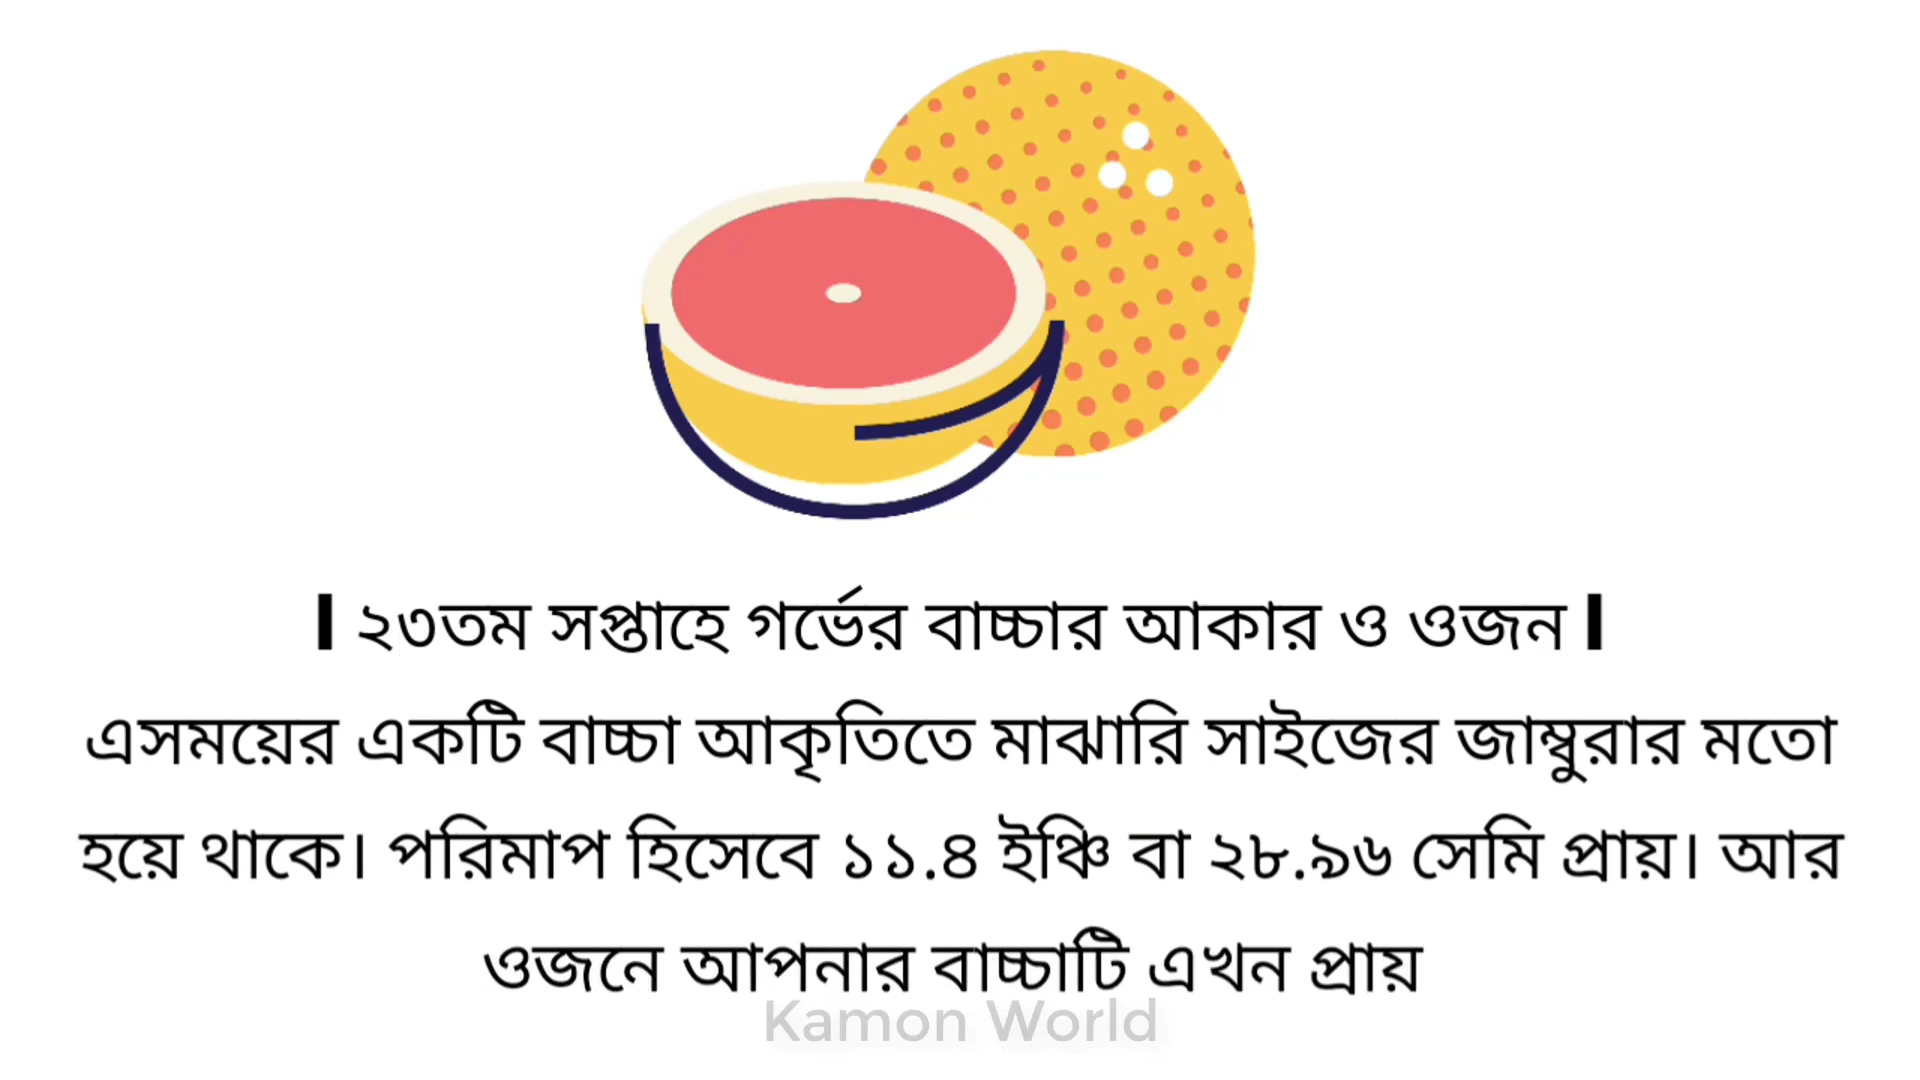 । ২৩তম সপ্তাহে গর্ভের বাচ্চার আকার ও ওজন ।
এসময়ের একটি বাচ্চা আকৃতিতে মাঝারি সাইজের জাম্বুরার মতো
হয়ে থাকে। পরিমাপ হিসেবে ১১.৪ ইঞ্চি বা ২৮.৯৬ সেমি প্রায়। আর
ওজনে আপনার বাচ্চাটি এখন প্রায়
Kamon World